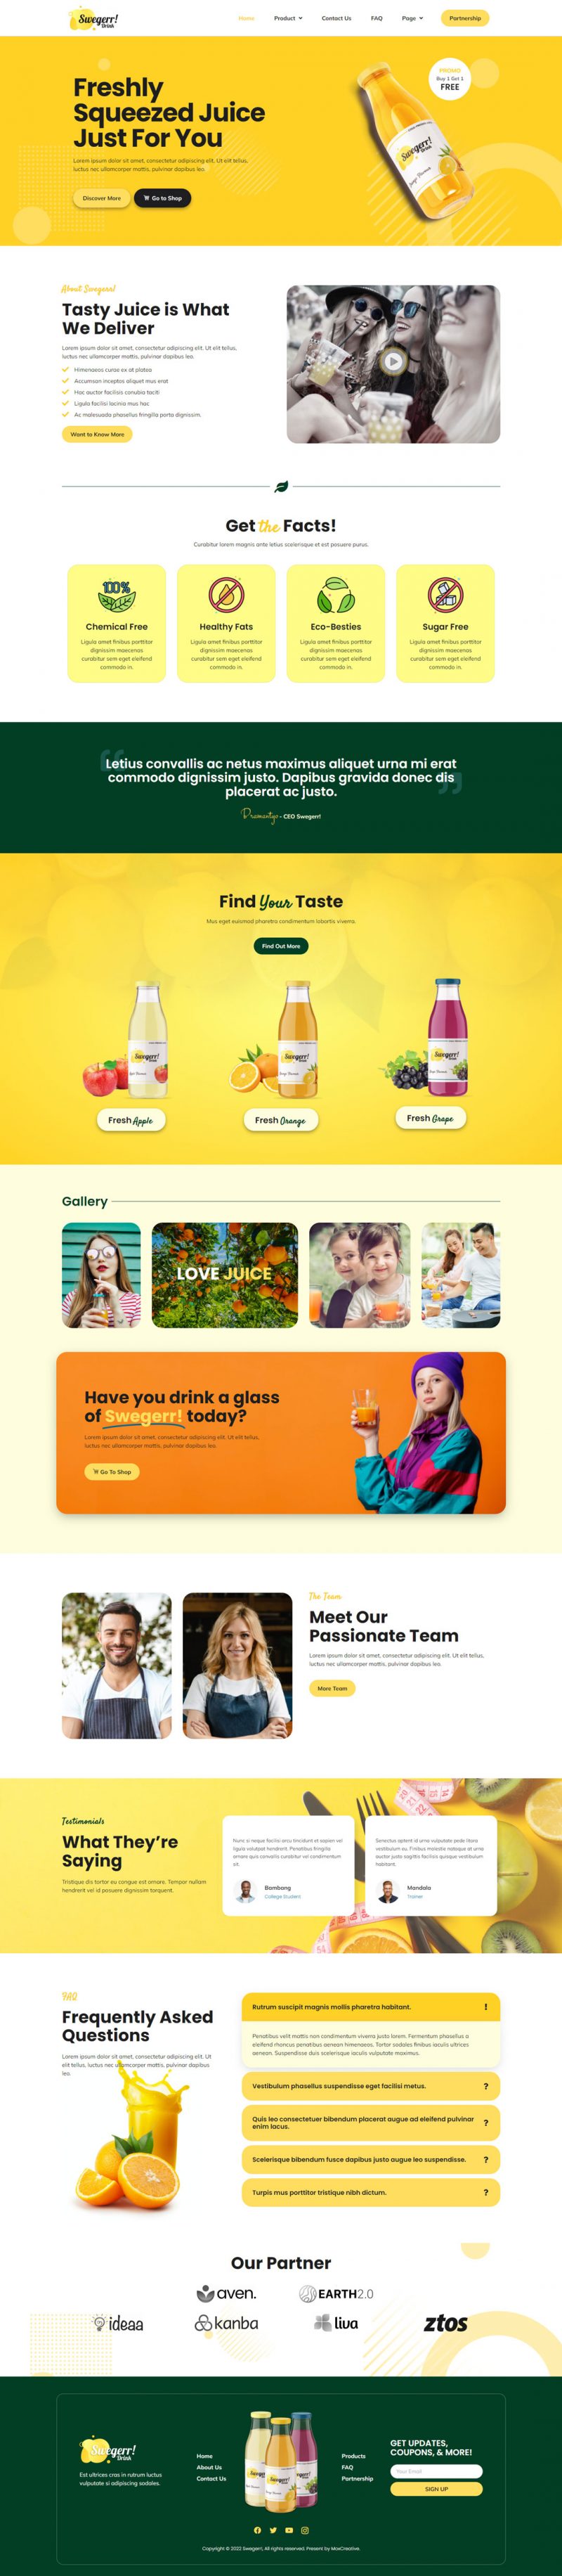 Swegerr!
Drink
Home
Product
Contact Us
FAQ
Page
Partnership
Freshly
Squeezed Juice
Just For You
Lorem ipsum dolor sit amet, consectetur adipiscing elit. Ut elit tellus,
luctus nec ullamcorper mattis, pulvinar dapibus leo.
Discover More
Go to Shop
PROMO
Buy 1 Get 1
FREE
Swegerr!
Drink
About Swegerr!
Tasty Juice is What
We Deliver
Lorem ipsum dolor sit amet, consectetur adipiscing elit. Ut elit tellus,
luctus nec ullamcorper mattis, pulvinar dapibus leo.
Himenaeos curae ex at platea
Accumsan inceptos aliquet mus erat
Hac auctor facilisis conubia taciti
Ligula facilisi lacinia mus hac
Ac malesuada phasellus fringilla porta dignissim.
Want to Know More
Get the Facts!
Curabitur lorem magnis ante letius scelerisque et est posuere purus.
100%
Chemical Free
Ligula amet finibus porttitor
dignissim maecenas
curabitur sem eget eleifend
commodo in.
Healthy Fats
Ligula amet finibus porttitor
dignissim maecenas
curabitur sem eget eleifend
commodo in.
Eco-Besties
Ligula amet finibus porttitor
dignissim maecenas
curabitur sem eget eleifend
commodo in.
Sugar Free
Ligula amet finibus porttitor
dignissim maecenas
curabitur sem eget eleifend
commodo in.
Letius convallis ac netus maximus aliquet urna mi erat
commodo dignissim justo. Dapibus gravida donec dis
placerat ac justo.
Dramantya - CEO Swegerr!
Find Your Taste
Mus eget euismod pharetra condimentum lobortis viverra.
Find Out More
Swegerr!
Swegerr!
Swegerr!
Fresh Apple
Fresh Orange
Fresh Grape
Gallery
LOVE JUICE
Have you drink a glass
of Swegerr! today?
Lorem ipsum dolor sit amet, consectetur adipiscing elit. Ut elit tellus,
luctus nec ullamcorper mattis, pulvinar dapibus leo.
Go To Shop
The Team
Meet Our
Passionate Team
Lorem ipsum dolor sit amet, consectetur adipiscing elit. Ut elit tellus,
luctus nec ullamcorper mattis, pulvinar dapibus leo.
More Team
Testimonials
What They're
Saying
Tristique dis tortor eu congue est ornare. Tempor nullam
hendrerit vel id posuere dignissim torquent.
Nunc si neque facilisi arcu tincidunt et sapien vel
ligula volutpat hendrerit. Penatibus fringilla
ornare quis convallis curabitur vel condimentum
sit.
Bambang
College Student
Senectus aptent id urna vulputate pede litora
vestibulum eu. Finibus molestie natoque at urna
auctor justo sagittis facilisis quisque vestibulum
habitant.
Mandala
Trainer
FAQ
Frequently Asked
Questions
Lorem ipsum dolor sit amet, consectetur adipiscing elit. Ut
elit tellus, luctus nec ullamcorper mattis, pulvinar dapibus
leo.
Rutrum suscipit magnis mollis pharetra habitant.
Penatibus velit mattis non condimentum viverra justo lorem. Fermentum phasellus a
eleifend rhoncus penatibus aenean himenaeos. Tortor sodales finibus iaculis ultrices
aenean. Suspendisse duis scelerisque iaculis vulputate maximus.
Vestibulum phasellus suspendisse eget facilisi metus. ?
Quis leo consectetuer bibendum placerat augue ad eleifend pulvinar ?
enim lacus.
Scelerisque bibendum fusce dapibus justo augue leo suspendisse. ?
Turpis mus porttitor tristique nibh dictum. ?
Our Partner
aven.
EARTH2.0
ideaa
kanba
liva
ztos
Swegerr!
Drink
Est ultrices cras in rutrum luctus
vulputate si adipiscing sodales.
Home
About Us
Contact Us
Products
FAQ
Partnership
GET UPDATES,
COUPONS, & MORE!
Your Email
SIGN UP
Copyright © 2022 Swegerr!, All rights reserved. Present by MaxCreative.